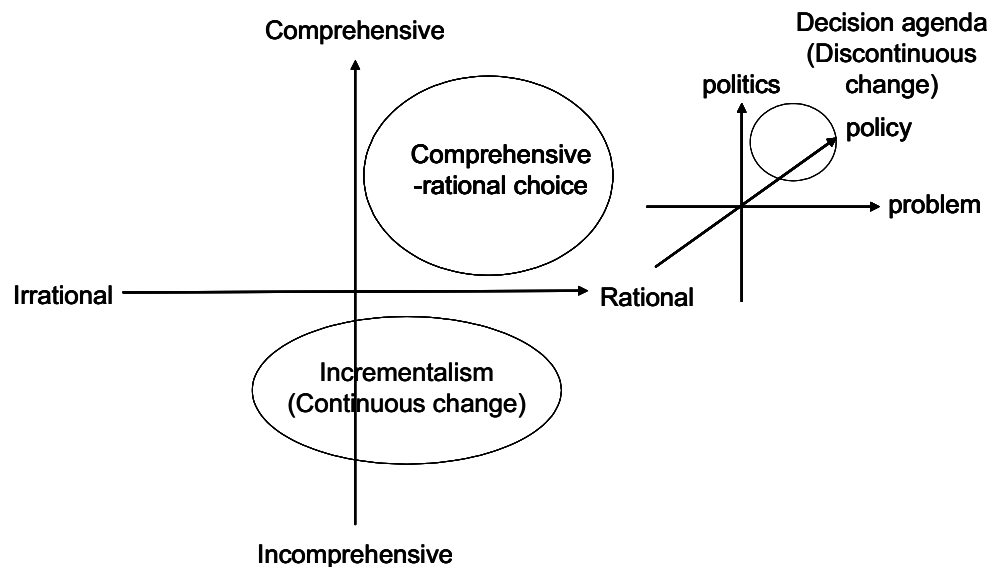 Comprehensive
Comprehensive
-rational choice
Irrational
Rational
Incrementalism
(Continuous change)
Incomprehensive
Decision agenda
(Discontinuous
change)
politics
policy
problem